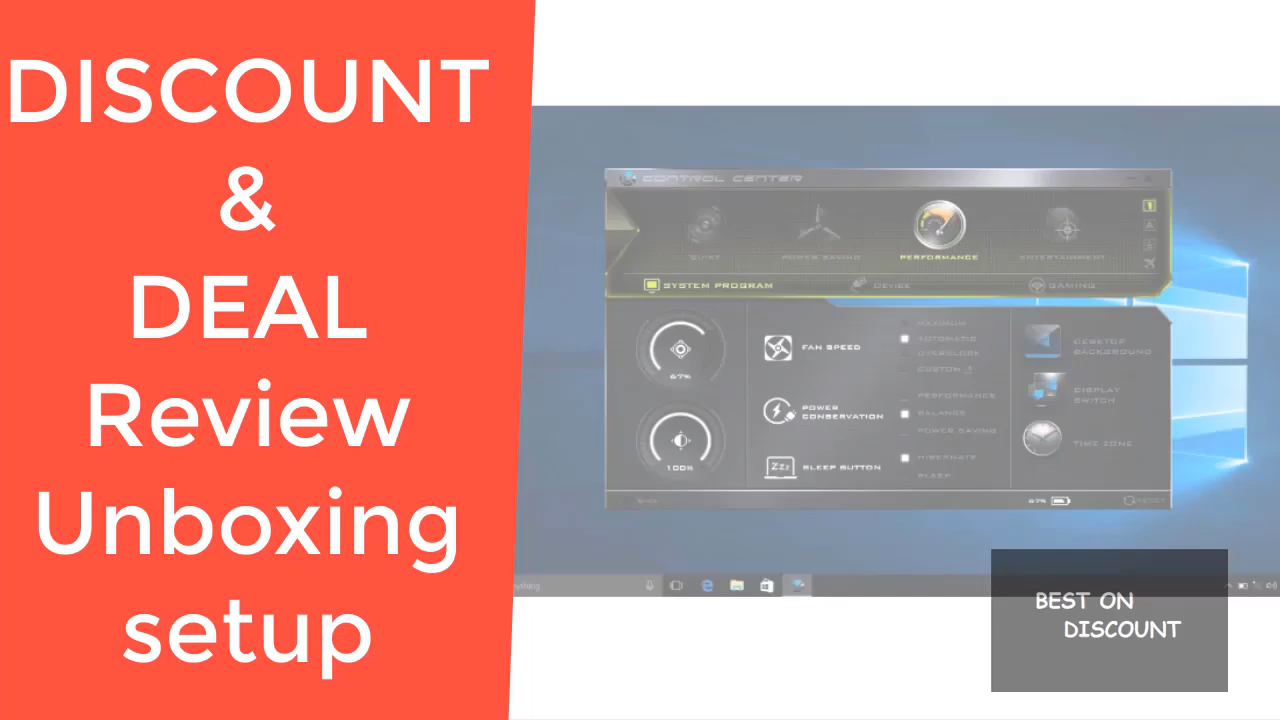 DISCOUNT
&
DEAL
Review
Unboxing
setup
CONTROL CENTER
QUIET
POWER SAVING
PERFORMANCE
ENTERTAINMENT
SYSTEM PROGRAM
DEVICE
GAMING
67%
100%
FAN SPEED
MAXIMUM
AUTOMATIC
OVERCLOCK
CUSTOM
POWER
CONSERVATION
PERFORMANCE
BALANCE
POWER SAVING
SLEEP BUTTON
Zzz
HIBERNATE
SLEEP
DESKTOP
BACKGROUND
DISPLAY
SWITCH
TIME ZONE
67%
BEST ON
DISCOUNT